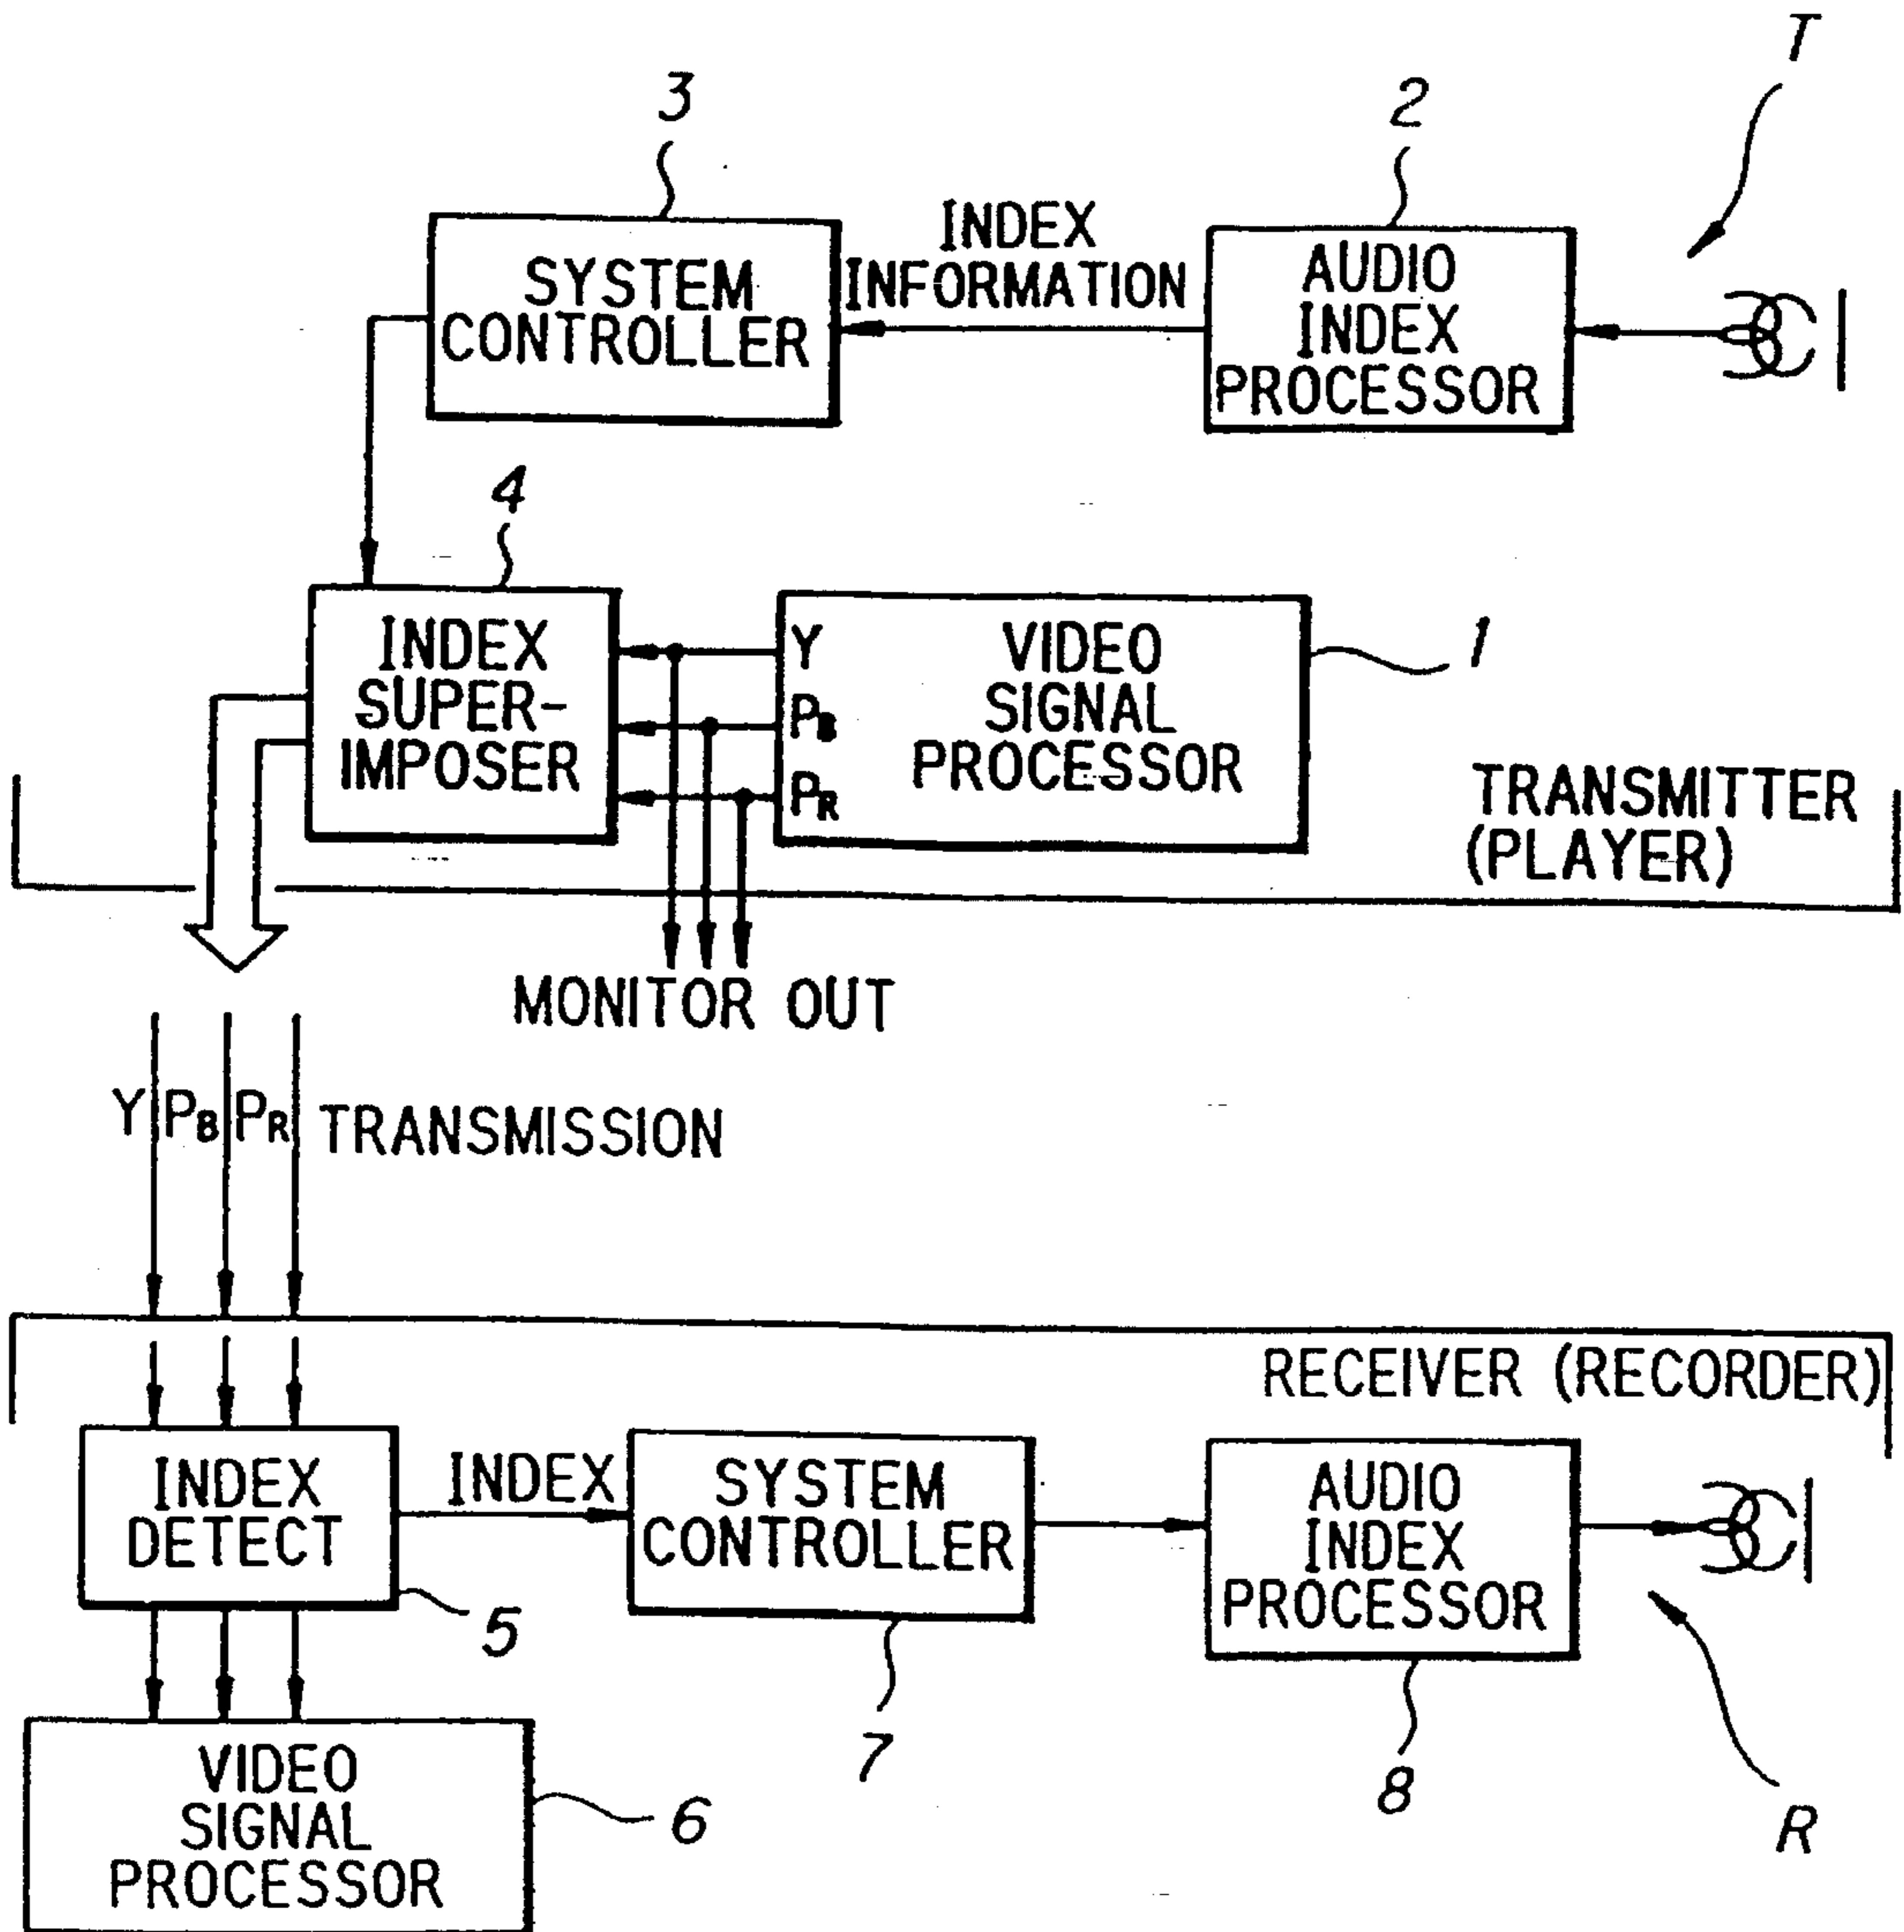 T
3
2
SYSTEM
CONTROLLER
INDEX
INFORMATION
AUDIO
INDEX
PROCESSOR
4
INDEX
SUPER-
IMPOSER
Y
PB
PR
VIDEO
SIGNAL
PROCESSOR
1
TRANSMITTER
(PLAYER)
MONITOR OUT
Y PB PR TRANSMISSION
RECEIVER (RECORDER)
INDEX
DETECT
INDEX
SYSTEM
CONTROLLER
AUDIO
INDEX
PROCESSOR
5
7
8
R
VIDEO
SIGNAL
PROCESSOR
6